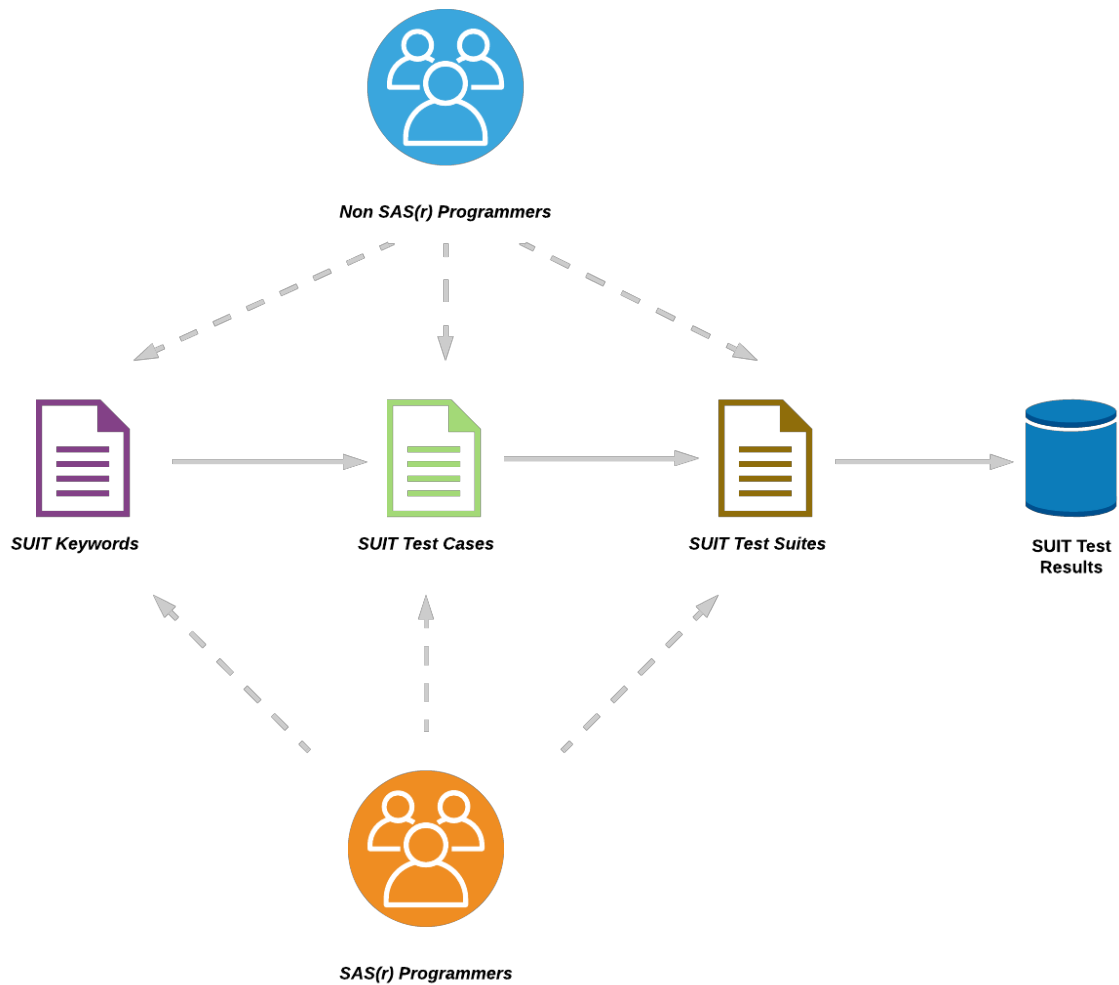 Non SAS(r) Programmers
SUIT Keywords
SUIT Test Cases
SUIT Test Suites
SUIT Test
Results
SAS(r) Programmers